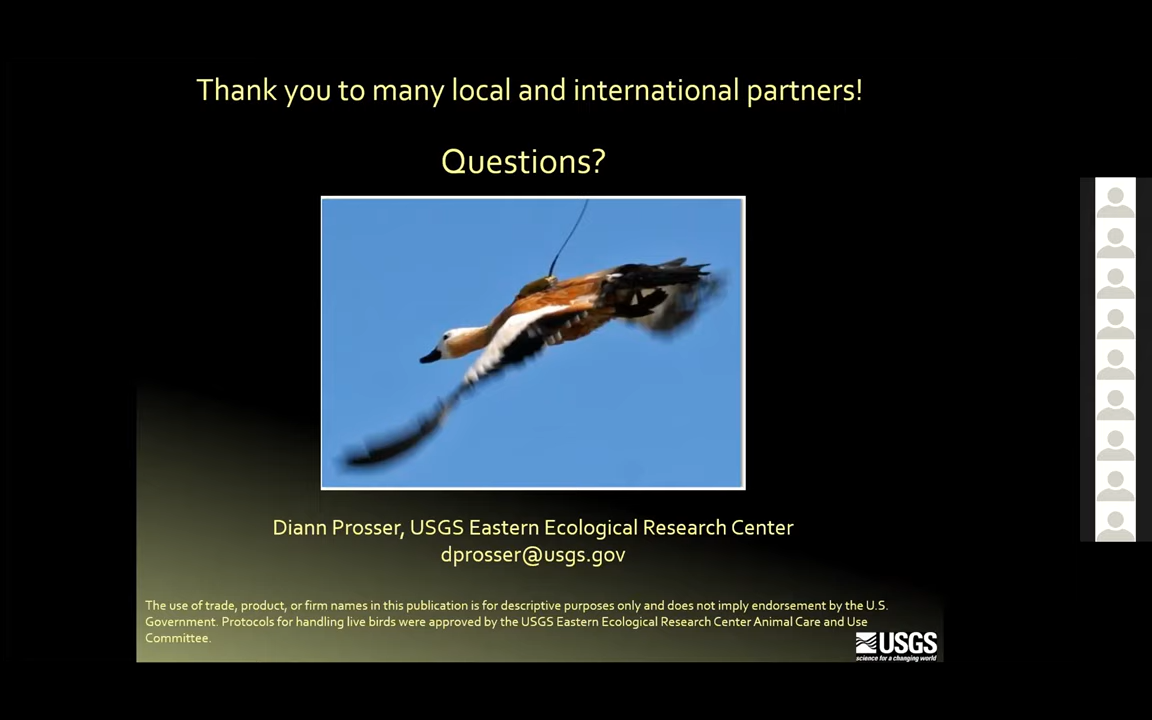 Thank you to many local and international partners!
Questions?
Diann Prosser, USGS Eastern Ecological Research Center
dprosser@usgs.gov
The use of trade, product, or firm names in this publication is for descriptive purposes only and does not imply endorsement by the U.S.
Government. Protocols for handling live birds were approved by the USGS Eastern Ecological Research Center Animal Care and Use
Committee.
USGS
science for a changing world